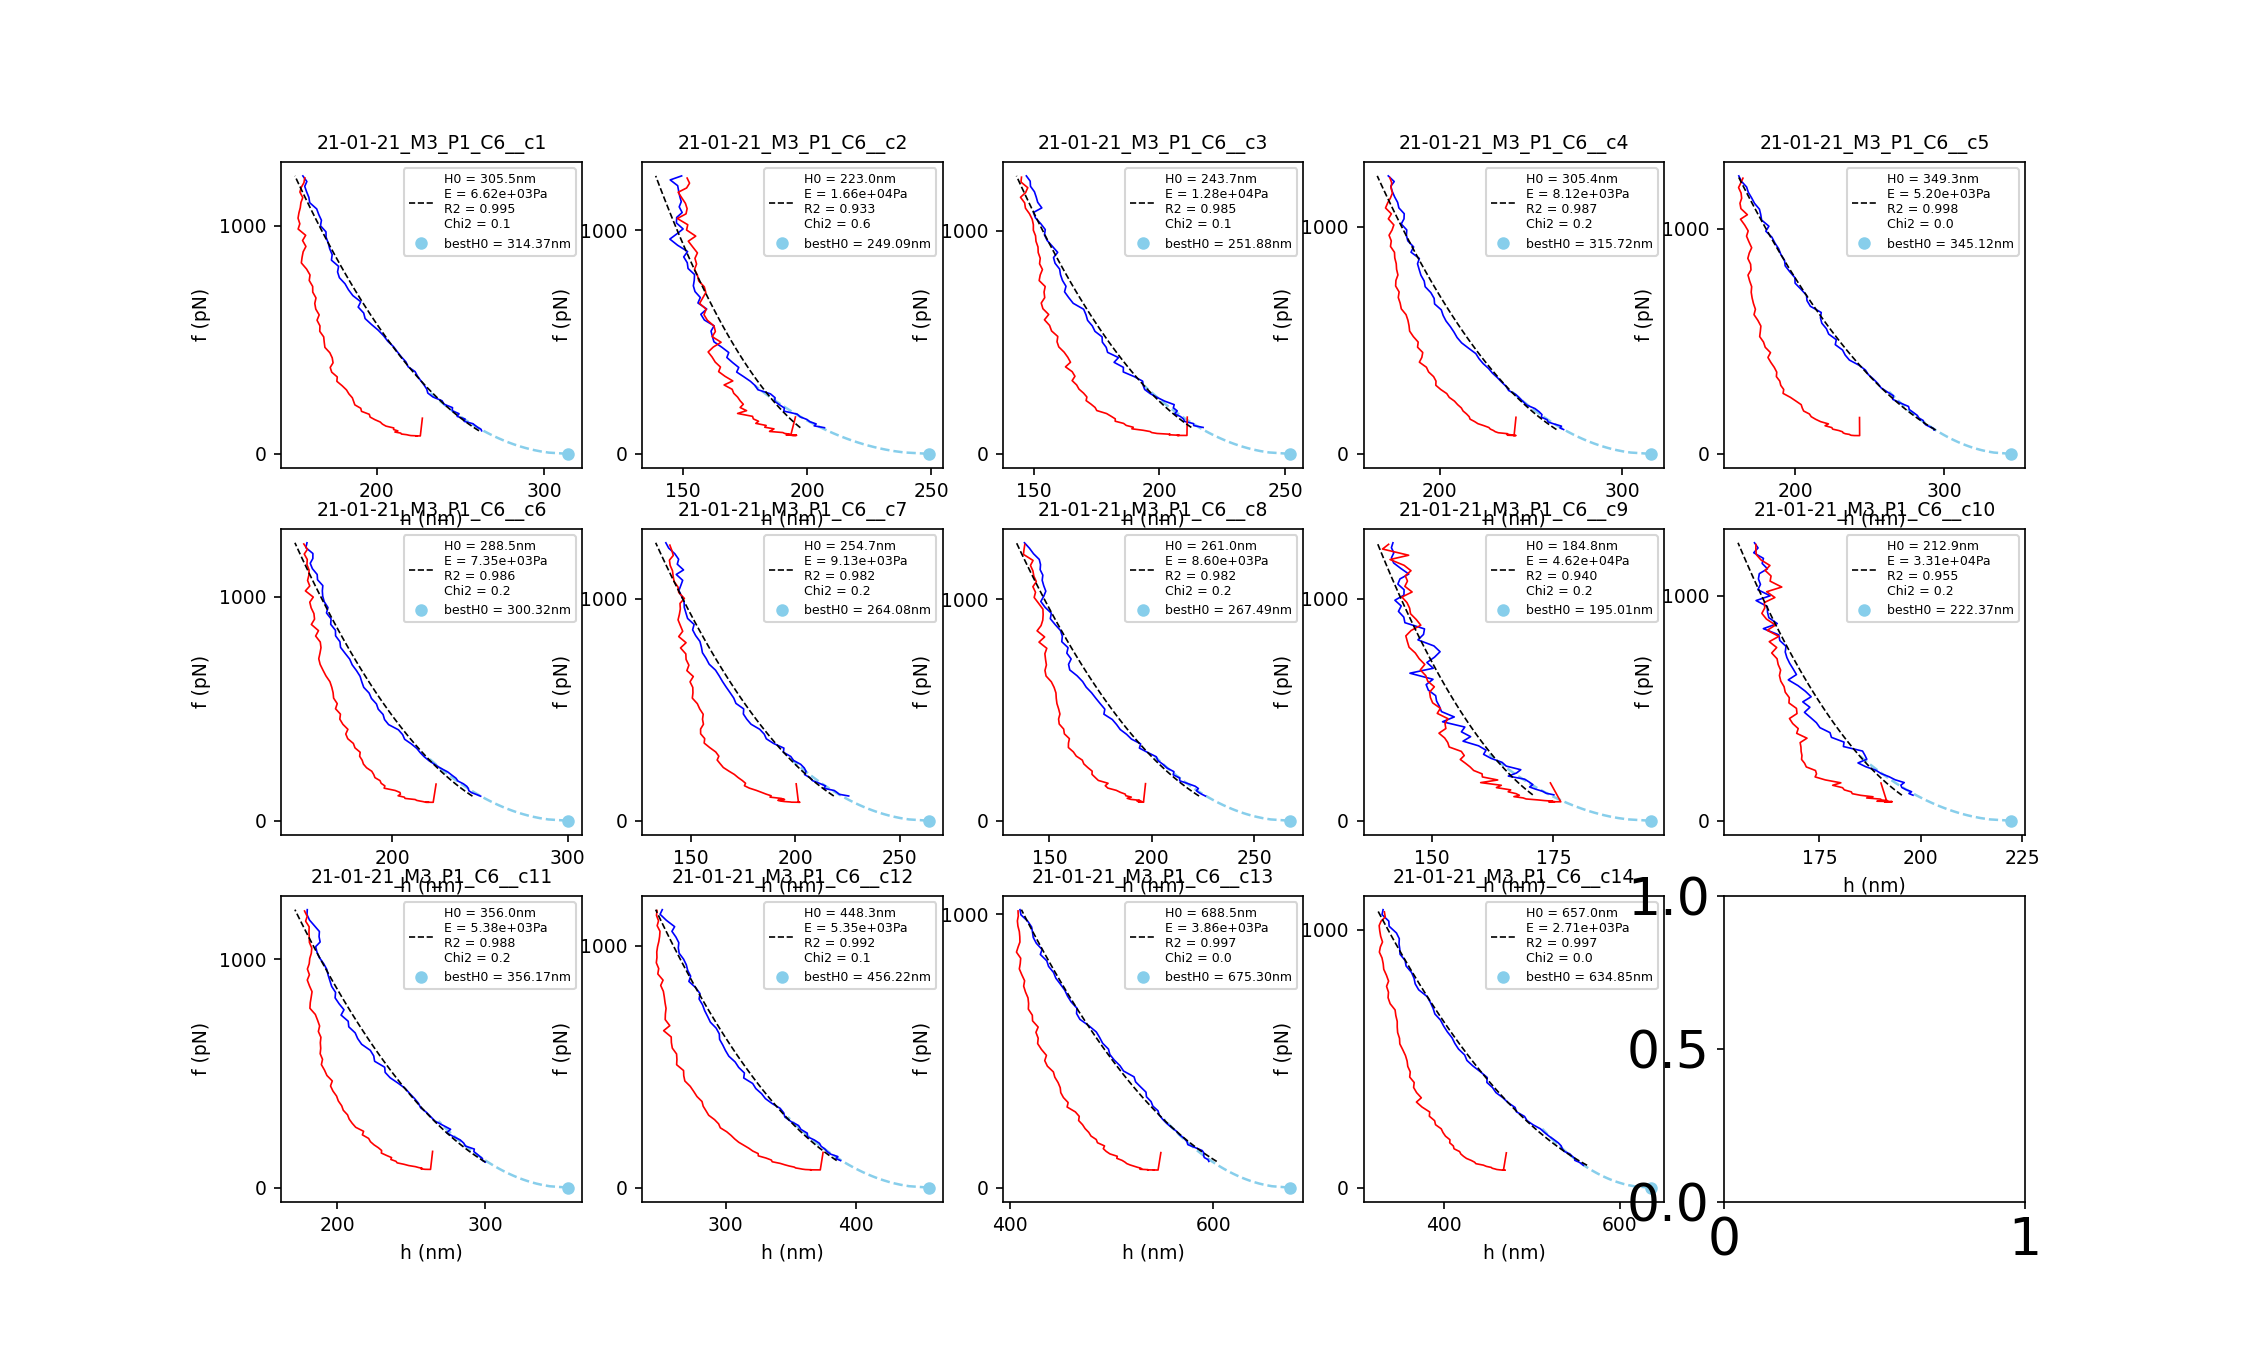 21-01-21_M3_P1_C6__c1
H0 = 305.5nm
E = 6.62e+03Pa
R2 = 0.995
Chi2 = 0.1
bestH0 = 314.37nm
1000
0
f (pN)
200
300
h (nm)
21-01-21_M3_P1_C6__c2
H0 = 223.0nm
E = 1.66e+04Pa
R2 = 0.933
Chi2 = 0.6
bestH0 = 249.09nm
1000
0
f (pN)
150
200
250
h (nm)
21-01-21_M3_P1_C6__c3
H0 = 243.7nm
E = 1.28e+04Pa
R2 = 0.985
Chi2 = 0.1
bestH0 = 251.88nm
1000
0
f (pN)
150
200
250
21-01-21_M3_P1_C6__c4
H0 = 305.4nm
E = 8.12e+03Pa
R2 = 0.987
Chi2 = 0.2
bestH0 = 315.72nm
1000
0
f (pN)
200
300
h (nm)
21-01-21_M3_P1_C6__c5
H0 = 349.3nm
E = 5.20e+03Pa
R2 = 0.998
Chi2 = 0.0
bestH0 = 345.12nm
1000
0
f (pN)
200
300
h (nm)
21-01-21_M3_P1_C6__c6
H0 = 288.5nm
E = 7.35e+03Pa
R2 = 0.986
Chi2 = 0.2
bestH0 = 300.32nm
1000
0
f (pN)
200
300
h (nm)
21-01-21_M3_P1_C6__c7
H0 = 254.7nm
E = 9.13e+03Pa
R2 = 0.982
Chi2 = 0.2
bestH0 = 264.08nm
1000
0
f (pN)
150
200
250
h (nm)
21-01-21_M3_P1_C6__c8
H0 = 261.0nm
E = 8.60e+03Pa
R2 = 0.982
Chi2 = 0.2
bestH0 = 267.49nm
1000
0
f (pN)
150
200
250
h (nm)
21-01-21_M3_P1_C6__c9
H0 = 184.8nm
E = 4.62e+04Pa
R2 = 0.940
Chi2 = 0.2
bestH0 = 195.01nm
1000
0
f (pN)
150
175
h (nm)
21-01-21_M3_P1_C6__c10
H0 = 212.9nm
E = 3.31e+04Pa
R2 = 0.955
Chi2 = 0.2
bestH0 = 222.37nm
1000
0
f (pN)
175
200
225
h (nm)
21-01-21_M3_P1_C6__c11
H0 = 356.0nm
E = 5.38e+03Pa
R2 = 0.988
Chi2 = 0.2
bestH0 = 356.17nm
1000
0
f (pN)
200
300
h (nm)
21-01-21_M3_P1_C6__c12
H0 = 448.3nm
E = 5.35e+03Pa
R2 = 0.992
Chi2 = 0.1
bestH0 = 456.22nm
1000
0
f (pN)
300
400
h (nm)
21-01-21_M3_P1_C6__c13
H0 = 688.5nm
E = 3.86e+03Pa
R2 = 0.997
Chi2 = 0.0
bestH0 = 675.30nm
1000
0
f (pN)
400
600
h (nm)
21-01-21_M3_P1_C6__c14
H0 = 657.0nm
E = 2.71e+03Pa
R2 = 0.997
Chi2 = 0.0
bestH0 = 634.85nm
1000
0
f (pN)
400
600
h (nm)
1.0
0.5
0.0
0
1